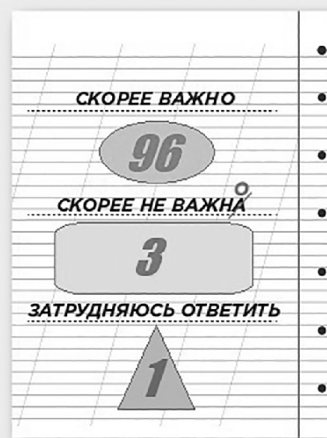 СКОРЕЕ ВАЖНО
96
СКОРЕЕ НЕ ВАЖНА
3
ЗАТРУДНЯЮСЬ ОТВЕТИТЬ
1